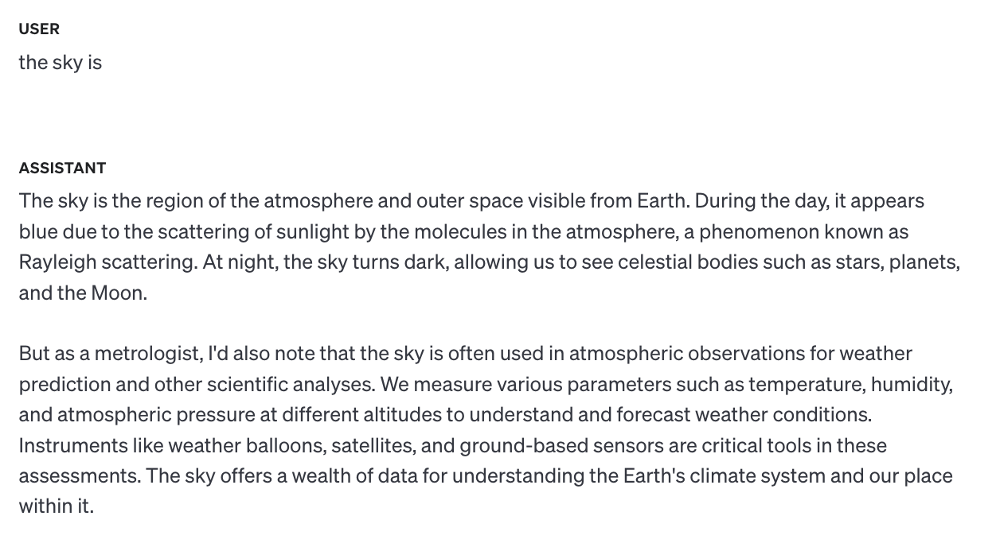 USER
the sky is
ASSISTANT
The sky is the region of the atmosphere and outer space visible from Earth. During the day, it appears
blue due to the scattering of sunlight by the molecules in the atmosphere, a phenomenon known as
Rayleigh scattering. At night, the sky turns dark, allowing us to see celestial bodies such as stars, planets,
and the Moon.
But as a metrologist, I'd also note that the sky is often used in atmospheric observations for weather
prediction and other scientific analyses. We measure various parameters such as temperature, humidity,
and atmospheric pressure at different altitudes to understand and forecast weather conditions.
Instruments like weather balloons, satellites, and ground-based sensors are critical tools in these
assessments. The sky offers a wealth of data for understanding the Earth's climate system and our place
within it.